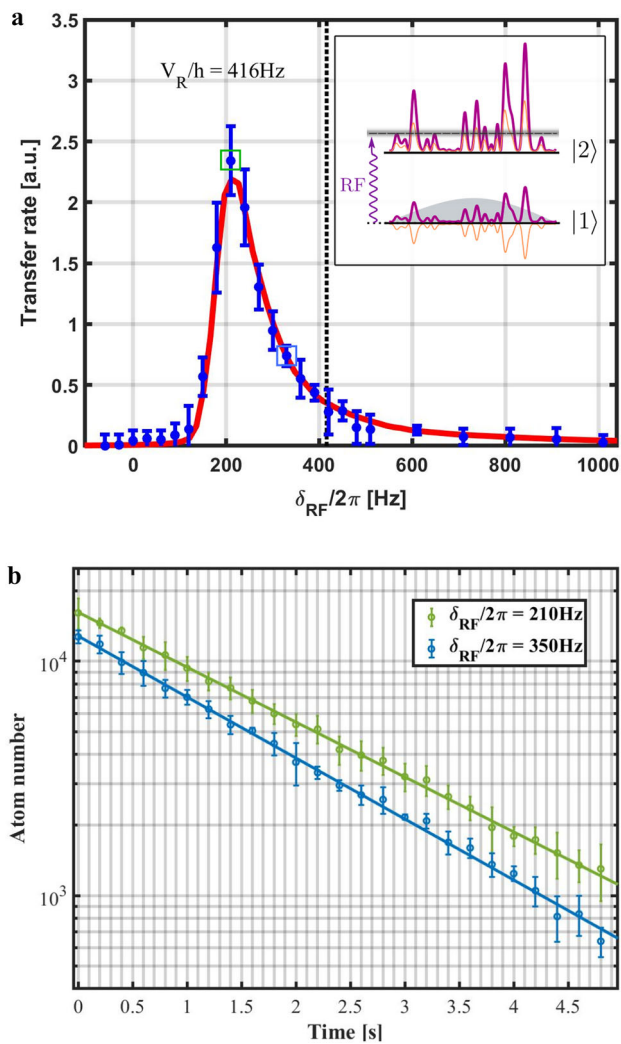 a
V_R/h = 416Hz
RF
|2⟩
|1⟩
Transfer rate [a.u.]
3.5
3
2.5
2
1.5
1
0.5
0
0 200 400 600 800 1000
δ_RF/2π [Hz]
b
δ_RF/2π = 210Hz
δ_RF/2π = 350Hz
Atom number
10^4
10^3
0 0.5 1 1.5 2 2.5 3 3.5 4 4.5
Time [s]